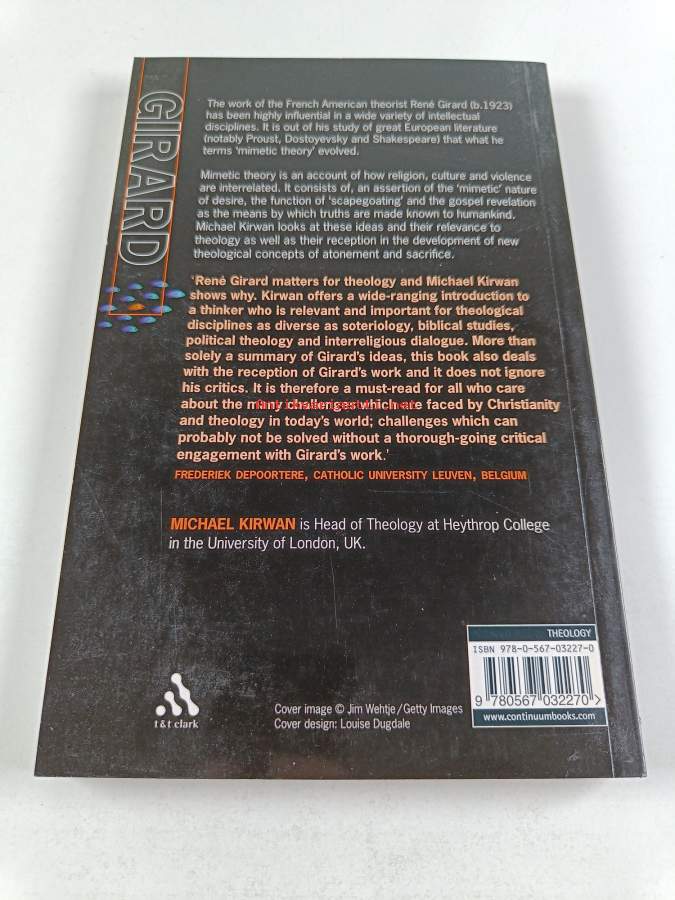 GIRARD
The work of the French American theorist René Girard (b.1923)
has been highly influential in a wide variety of intellectual
disciplines. It is out of his study of great European literature
(notably Proust, Dostoyevsky and Shakespeare) that what he
terms 'mimetic theory' evolved.
Mimetic theory is an account of how religion, culture and violence
are interrelated. It consists of, an assertion of the 'mimetic' nature
of desire, the function of 'scapegoating' and the gospel revelation
as the means by which truths are made known to humankind.
Michael Kirwan looks at these ideas and their relevance to
theology as well as their reception in the development of new
theological concepts of atonement and sacrifice.
'René Girard matters for theology and Michael Kirwan
shows why. Kirwan offers a wide-ranging introduction to
a thinker who is relevant and important for theological
disciplines as diverse as soteriology, biblical studies,
political theology and interreligious dialogue. More than
solely a summary of Girard's ideas, this book also deals
with the reception of Girard's work and it does not ignore
his critics. It is therefore a must-read for all who care
about the many challenges which are faced by Christianity
and theology in today's world; challenges which can
probably not be solved without a thorough-going critical
engagement with Girard's work.'
FREDERIEK DEPOORTERE, CATHOLIC UNIVERSITY LEUVEN, BELGIUM
MICHAEL KIRWAN is Head of Theology at Heythrop College
in the University of London, UK.
THEOLOGY
ISBN 978-0-567-03227-0
9 780567 032270 >
www.continuumbooks.com
t&t clark
Cover image © Jim Wehtje/Getty Images
Cover design: Louise Dugdale